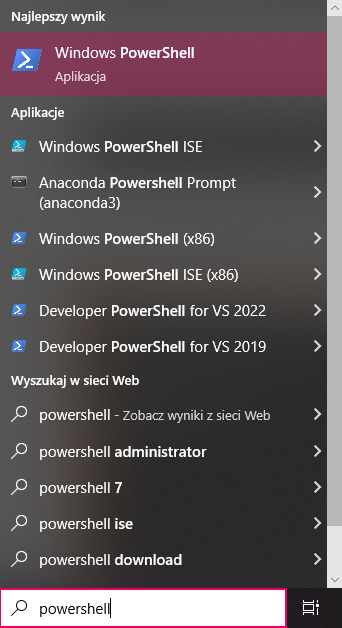 Najlepszy wynik
Windows PowerShell
Aplikacja
Aplikacje
Windows PowerShell ISE
Anaconda Powershell Prompt
(anaconda3)
Windows PowerShell (x86)
Windows PowerShell ISE (x86)
Developer PowerShell for VS 2022
Developer PowerShell for VS 2019
Wyszukaj w sieci Web
powershell - Zobacz wyniki z sieci Web
powershell administrator
powershell 7
powershell ise
powershell download
powershell